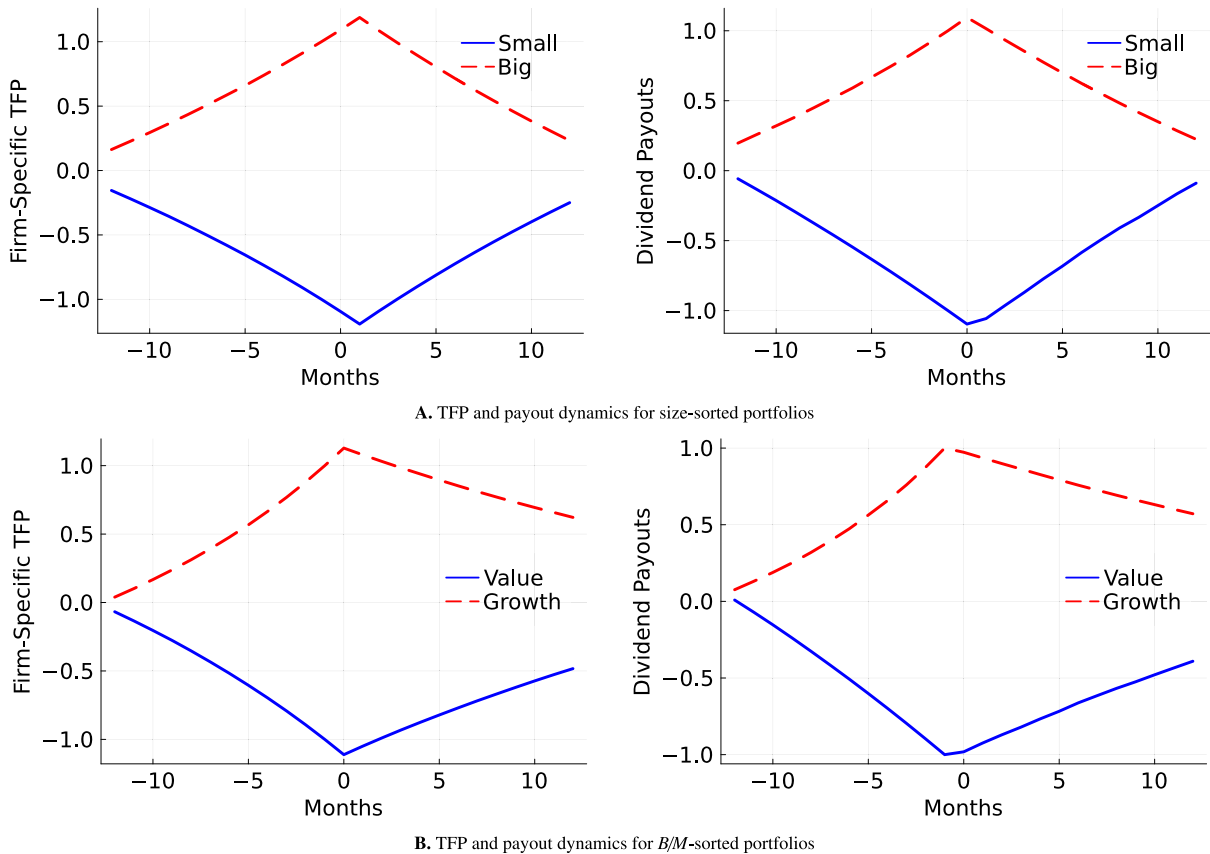 Firm-Specific TFP
1.0
0.5
0.0
−0.5
−1.0
Small
Big
−10
−5
0
5
10
Months
Dividend Payouts
1.0
0.5
0.0
−0.5
−1.0
Small
Big
−10
−5
0
5
10
Months
A. TFP and payout dynamics for size-sorted portfolios
Firm-Specific TFP
1.0
0.5
0.0
−0.5
−1.0
Value
Growth
−10
−5
0
5
10
Months
Dividend Payouts
1.0
0.5
0.0
−0.5
−1.0
Value
Growth
−10
−5
0
5
10
Months
B. TFP and payout dynamics for B/M-sorted portfolios